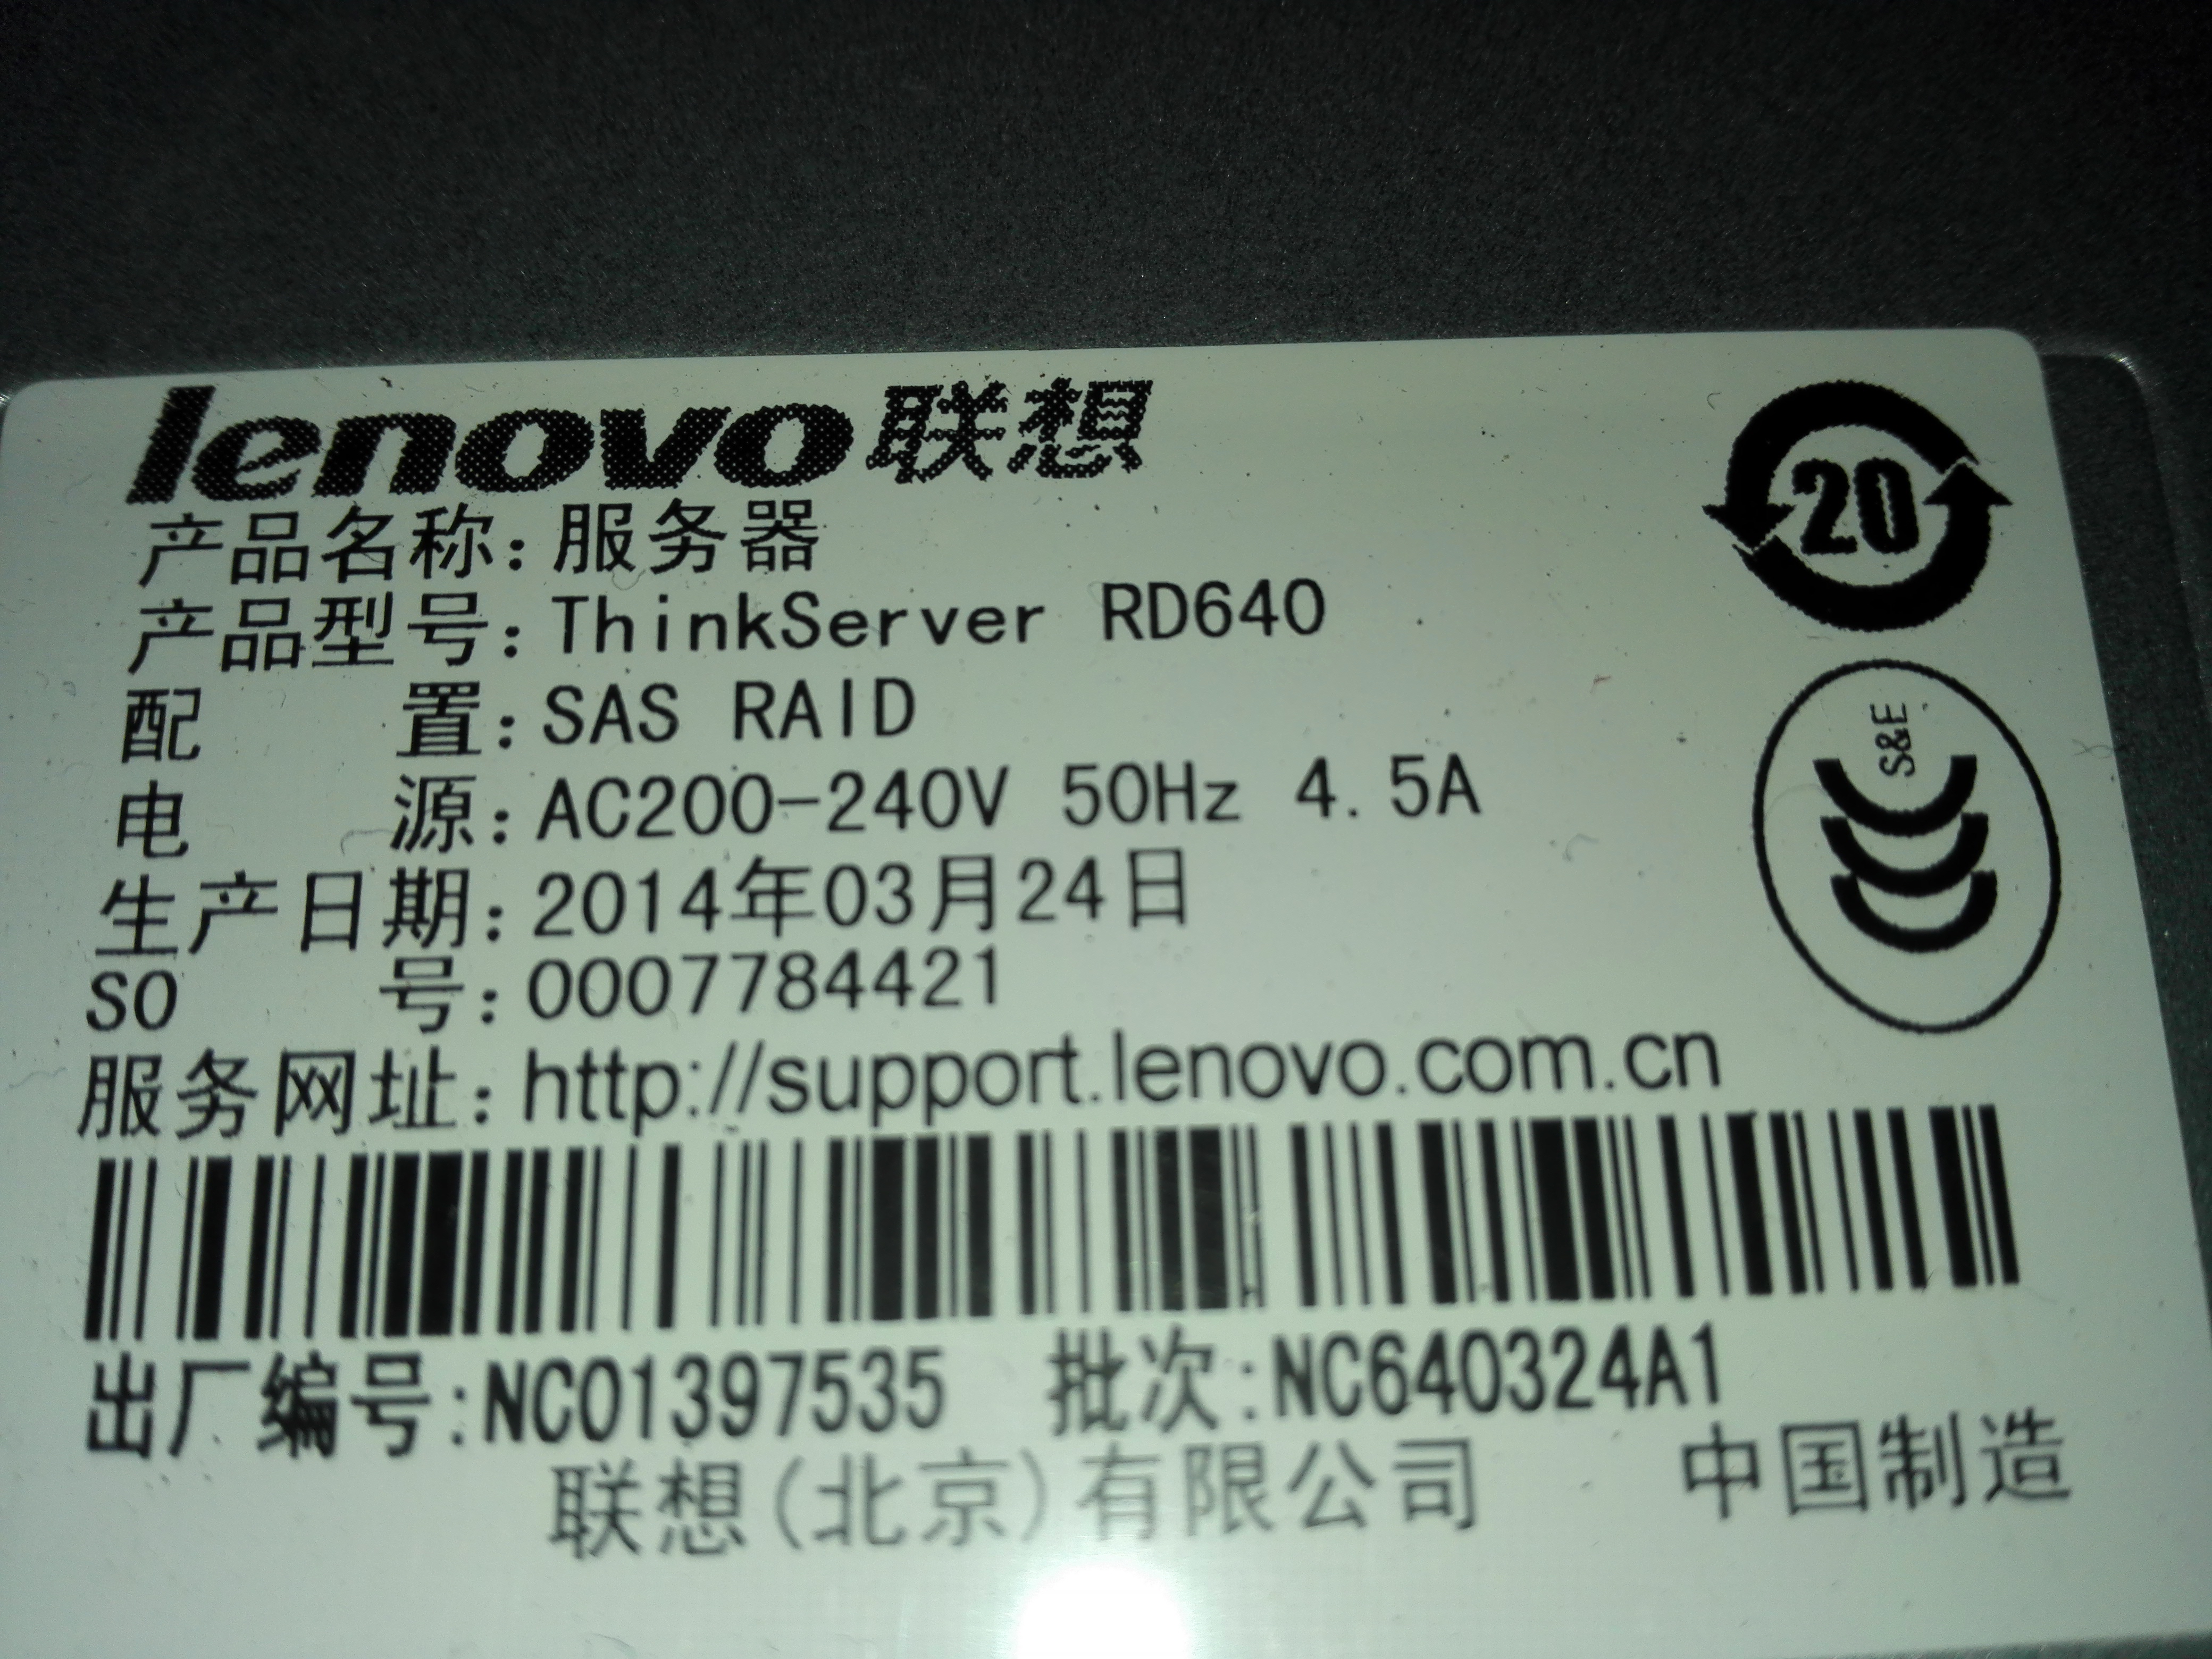 lenovo联想
20
产品名称:服务器
产品型号:ThinkServer RD640
配 置:SAS RAID
S&E
电 源:AC200-240V 50Hz 4.5A
生产日期:2014年03月24日
SO 号:0007784421
服务网址:http://support.lenovo.com.cn
出厂编号:NC01397535 批次:NC640324A1
联想(北京)有限公司 中国制造